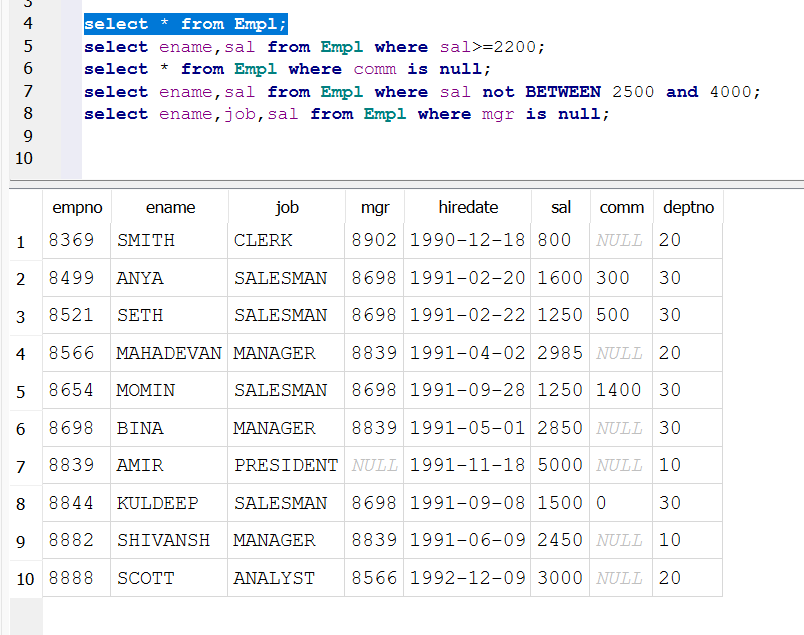 3
4 select * from Empl;
5 select ename,sal from Empl where sal>=2200;
6 select * from Empl where comm is null;
7 select ename,sal from Empl where sal not BETWEEN 2500 and 4000;
8 select ename,job,sal from Empl where mgr is null;
9
10
empno ename job mgr hiredate sal comm deptno
1 8369 SMITH CLERK 8902 1990-12-18 800 NULL 20
2 8499 ANYA SALESMAN 8698 1991-02-20 1600 300 30
3 8521 SETH SALESMAN 8698 1991-02-22 1250 500 30
4 8566 MAHADEVAN MANAGER 8839 1991-04-02 2985 NULL 20
5 8654 MOMIN SALESMAN 8698 1991-09-28 1250 1400 30
6 8698 BINA MANAGER 8839 1991-05-01 2850 NULL 30
7 8839 AMIR PRESIDENT NULL 1991-11-18 5000 NULL 10
8 8844 KULDEEP SALESMAN 8698 1991-09-08 1500 0 30
9 8882 SHIVANSH MANAGER 8839 1991-06-09 2450 NULL 10
10 8888 SCOTT ANALYST 8566 1992-12-09 3000 NULL 20